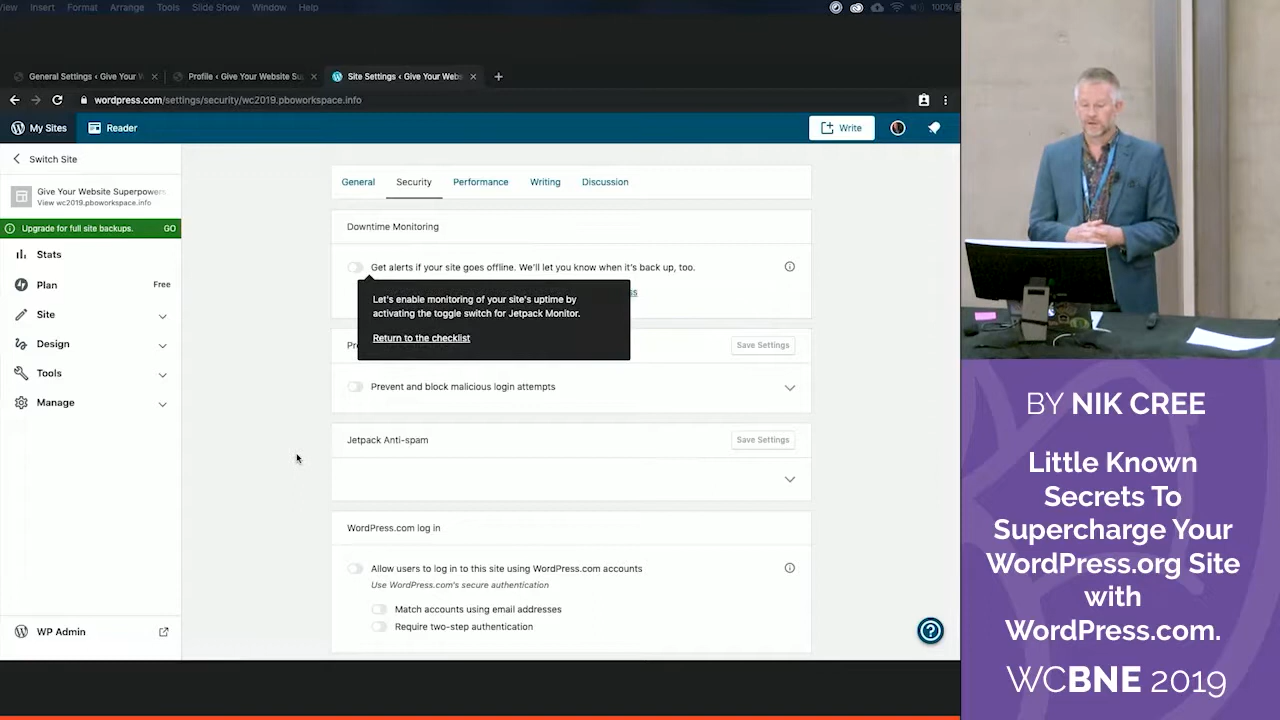 View Insert Format Arrange Tools Slide Show Window Help 100%
General Settings ‹ Give Your W
Profile ‹ Give Your Website Su
Site Settings ‹ Give Your Web
wordpress.com/settings/security/wc2019.pboworkspace.info
My Sites
Reader
Write
Switch Site
Give Your Website Superpowers
View wc2019.pboworkspace.info
Upgrade for full site backups. GO
Stats
Plan Free
Site
Design
Tools
Manage
WP Admin
General Security Performance Writing Discussion
Downtime Monitoring
Get alerts if your site goes offline. We'll let you know when it's back up, too.
Let's enable monitoring of your site's uptime by
activating the toggle switch for Jetpack Monitor.
Return to the checklist
Save Settings
Prevent and block malicious login attempts
Jetpack Anti-spam
Save Settings
WordPress.com log in
Allow users to log in to this site using WordPress.com accounts
Use WordPress.com's secure authentication
Match accounts using email addresses
Require two-step authentication
BY NIK CREE
Little Known
Secrets To
Supercharge Your
WordPress.org Site
with
WordPress.com.
WCBNE 2019